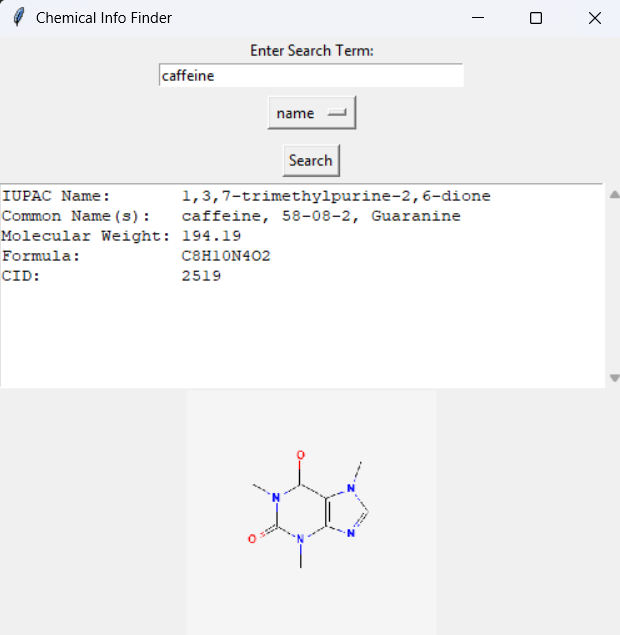 Chemical Info Finder
Enter Search Term:
caffeine
name
Search
IUPAC Name: 1,3,7-trimethylpurine-2,6-dione
Common Name(s): caffeine, 58-08-2, Guaranine
Molecular Weight: 194.19
Formula: C8H10N4O2
CID: 2519
O
N N
O N N